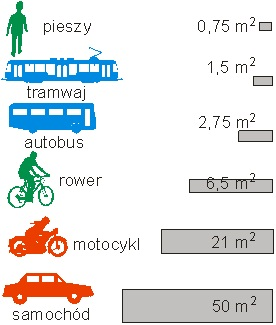 pieszy 0,75 m²
1,5 m²
tramwaj
2,75 m²
autobus
rower 6,5 m²
motocykl 21 m²
samochód 50 m²